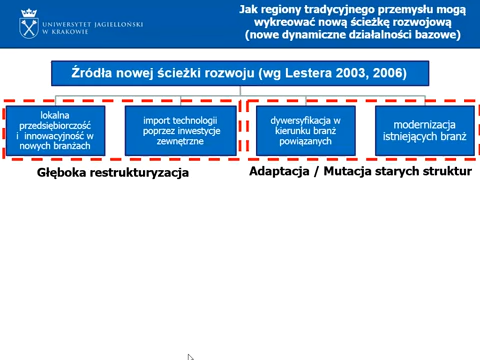 UNIWERSYTET JAGIELLOŃSKI
W KRAKOWIE
Jak regiony tradycyjnego przemysłu mogą
wykreować nową ścieżkę rozwojową
(nowe dynamiczne działalności bazowe)
Źródła nowej ścieżki rozwoju (wg Lestera 2003, 2006)
lokalna
przedsiębiorczość
i innowacyjność w
nowych branżach
import technologii
poprzez inwestycje
zewnętrzne
dywersyfikacja w
kierunku branż
powiązanych
modernizacja
istniejących branż
Głęboka restrukturyzacja
Adaptacja / Mutacja starych struktur